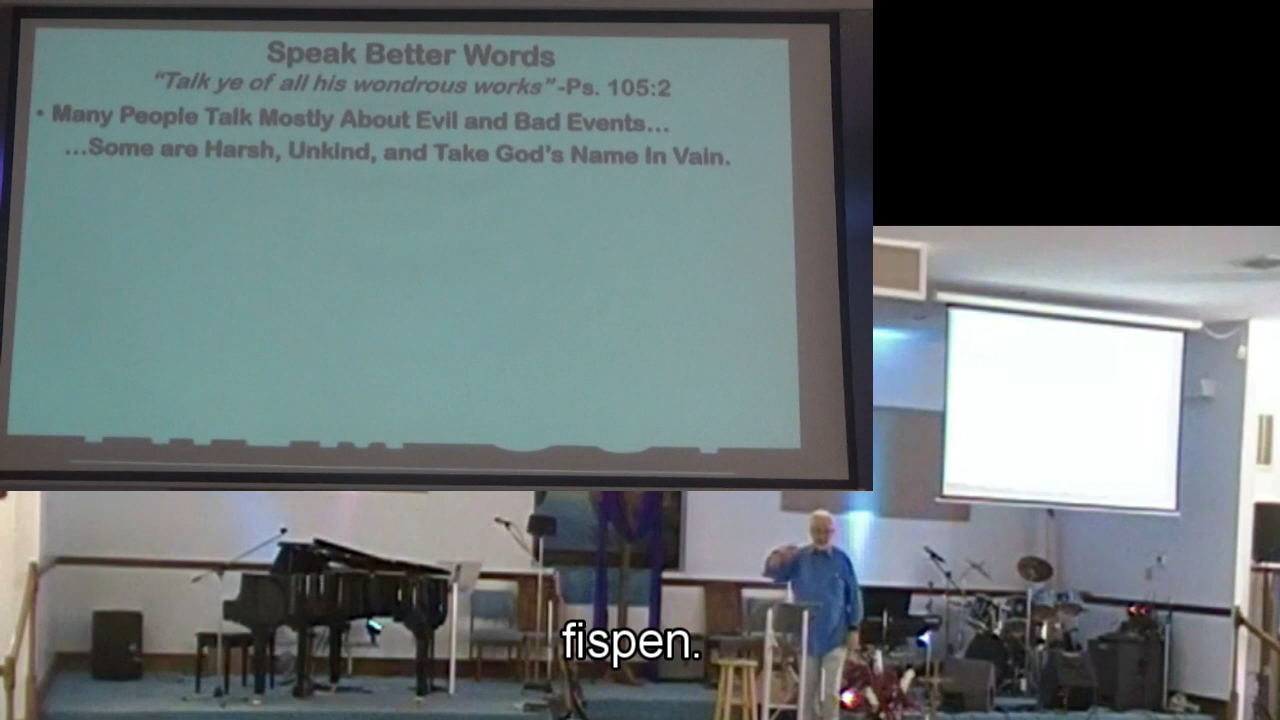 Speak Better Words
“Talk ye of all his wondrous works” -Ps. 105:2
• Many People Talk Mostly About Evil and Bad Events...
...Some are Harsh, Unkind, and Take God's Name In Vain.
fispen.